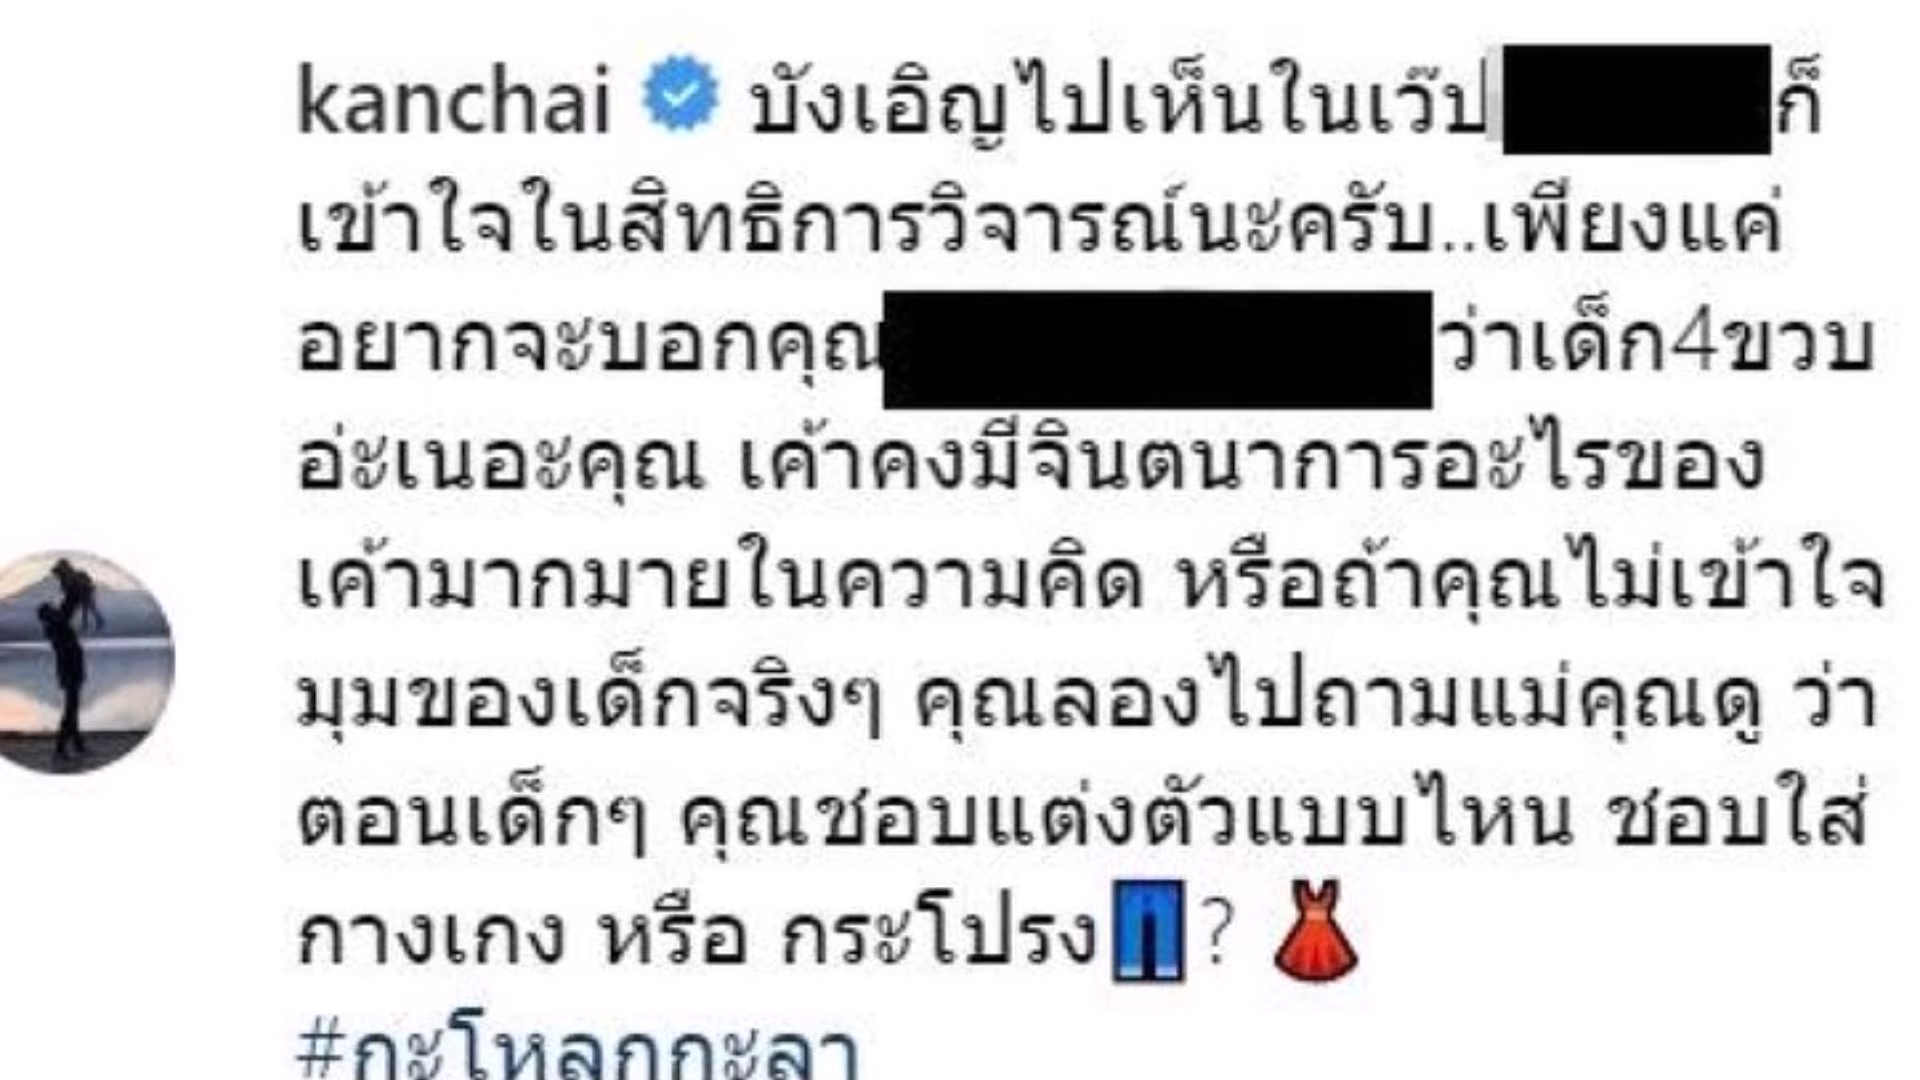 kanchai บังเอิญไปเห็นในเว๊ป ก็
เข้าใจในสิทธิการวิจารณ์นะครับ..เพียงแค่
อยากจะบอกคุณ ว่าเด็ก4ขวบ
อ่ะเนอะคุณ เค้าคงมีจินตนาการอะไรของ
เค้ามากมายในความคิด หรือถ้าคุณไม่เข้าใจ
มุมของเด็กจริงๆ คุณลองไปถามแม่คุณดู ว่า
ตอนเด็กๆ คุณชอบแต่งตัวแบบไหน ชอบใส่
กางเกง หรือ กระโปรง👖? 👗
#กะโหลกกะลา